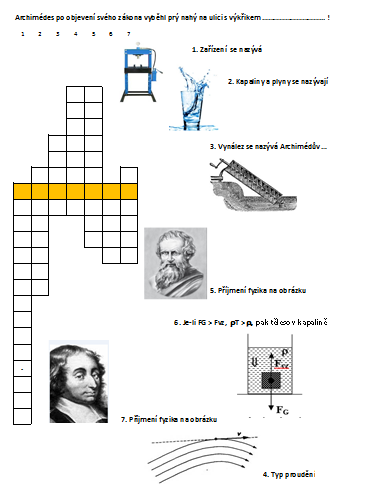 Archimédes po objevení svého zákona vyběhl prý nahý na ulici s výkřikem ................................ !
1 2 3 4 5 6 7
1. Zařízení se nazývá
2. Kapaliny a plyny se nazývají
3. Vynález se nazývá Archimédův...
5. Příjmení fyzika na obrázku
6. Je-li FG > Fvz, ρT > ρ, pak těleso v kapalině
ρ
Fvz
FG
-
7. Příjmení fyzika na obrázku
v
4. Typ proudění